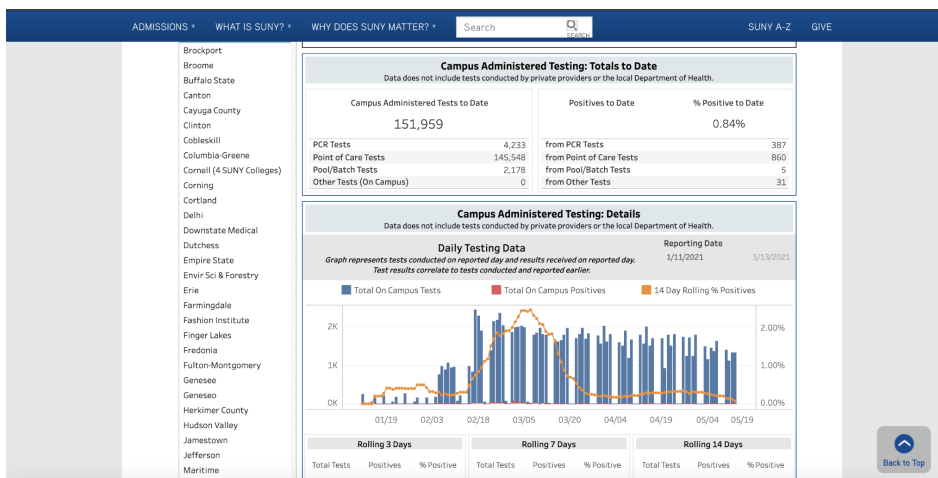 ADMISSIONS ▾ WHAT IS SUNY? ▾ WHY DOES SUNY MATTER? ▾ Search SEARCH SUNY A-Z GIVE
Brockport
Broome
Buffalo State
Canton
Cayuga County
Clinton
Cobleskill
Columbia-Greene
Cornell (4 SUNY Colleges)
Corning
Cortland
Delhi
Downstate Medical
Dutchess
Empire State
Envir Sci & Forestry
Erie
Farmingdale
Fashion Institute
Finger Lakes
Fredonia
Fulton-Montgomery
Genesee
Geneseo
Herkimer County
Hudson Valley
Jamestown
Jefferson
Maritime
Campus Administered Testing: Totals to Date
Data does not include tests conducted by private providers or the local Department of Health.
Campus Administered Tests to Date Positives to Date % Positive to Date
151,959 0.84%
PCR Tests 4,233 from PCR Tests 387
Point of Care Tests 145,548 from Point of Care Tests 860
Pool/Batch Tests 2,178 from Pool/Batch Tests 5
Other Tests (On Campus) 0 from Other Tests 31
Campus Administered Testing: Details
Data does not include tests conducted by private providers or the local Department of Health.
Daily Testing Data Reporting Date
Graph represents tests conducted on reported day and results received on reported day. 1/11/2021 5/13/2021
Test results correlate to tests conducted and reported earlier.
Total On Campus Tests Total On Campus Positives 14 Day Rolling % Positives
2K 2.00%
1K 1.00%
0K 0.00%
01/19 02/03 02/18 03/05 03/20 04/04 04/19 05/04 05/19
Rolling 3 Days Rolling 7 Days Rolling 14 Days
Total Tests Positives % Positive Total Tests Positives % Positive Total Tests Positives % Positive
Back to Top